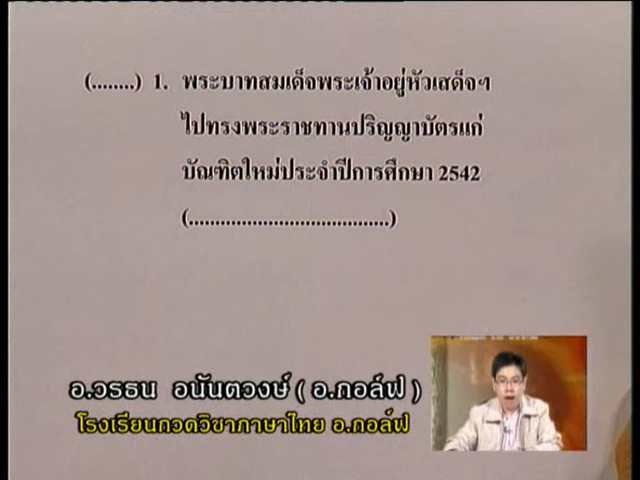 (........) 1. พระบาทสมเด็จพระเจ้าอยู่หัวเสด็จฯ
ไปทรงพระราชทานปริญญาบัตรแก่
บัณฑิตใหม่ประจำปีการศึกษา 2542
(......................................)
อ.วรธน อนันตวงษ์ ( อ.กอล์ฟ )
โรงเรียนกวดวิชาภาษาไทย อ.กอล์ฟ